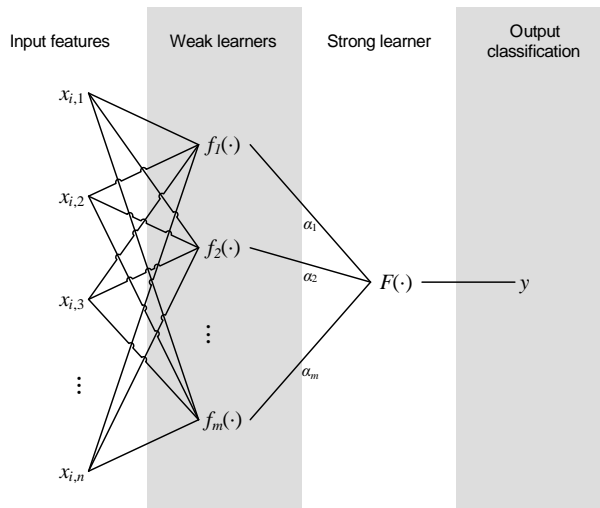 Input features
Weak learners
Strong learner
Output
classification
x_{i,1}
x_{i,2}
x_{i,3}
⋮
x_{i,n}
f_1(·)
f_2(·)
⋮
f_m(·)
α_1
α_2
α_m
F(·)
y